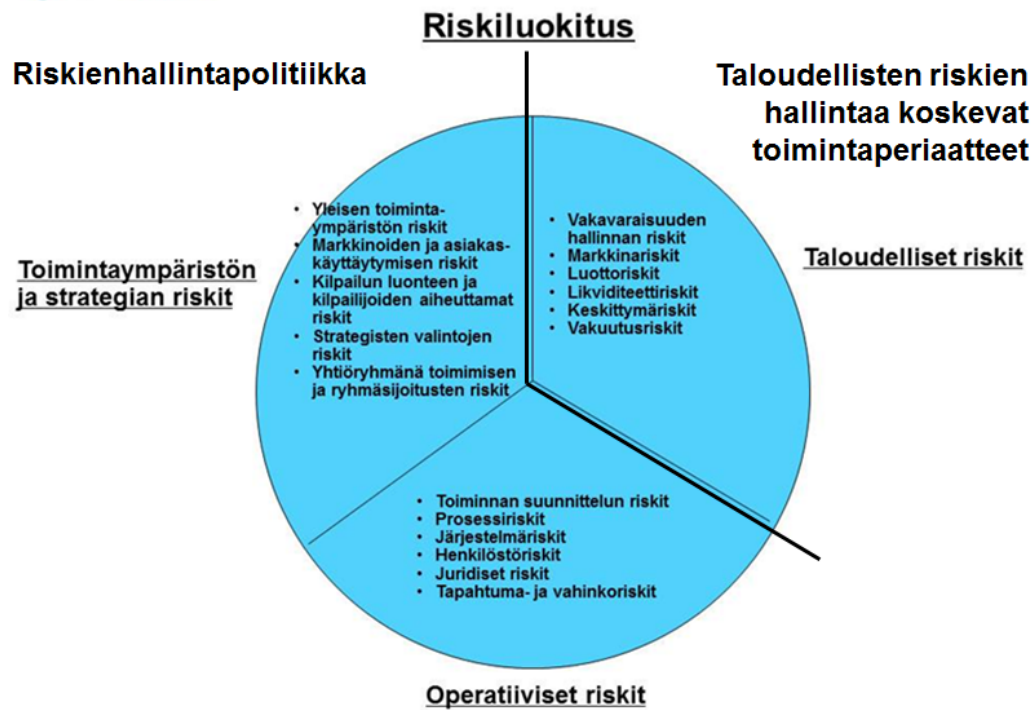 Riskiluokitus
Riskienhallintapolitiikka
Taloudellisten riskien
hallintaa koskevat
toimintaperiaatteet
Toimintaympäristön
ja strategian riskit
• Yleisen toiminta-
ympäristön riskit
• Markkinoiden ja asiakas-
käyttäytymisen riskit
• Kilpailun luonteen ja
kilpailijoiden aiheuttamat
riskit
• Strategisten valintojen
riskit
• Yhtiöryhmänä toimimisen
ja ryhmäsijoitusten riskit
• Vakavaraisuuden
hallinnan riskit
• Markkinariskit
• Luottoriskit
• Likviditeettiriskit
• Keskittymäriskit
• Vakuutusriskit
Taloudelliset riskit
• Toiminnan suunnittelun riskit
• Prosessiriskit
• Järjestelmäriskit
• Henkilöstöriskit
• Juridiset riskit
• Tapahtuma- ja vahinkoriskit
Operatiiviset riskit